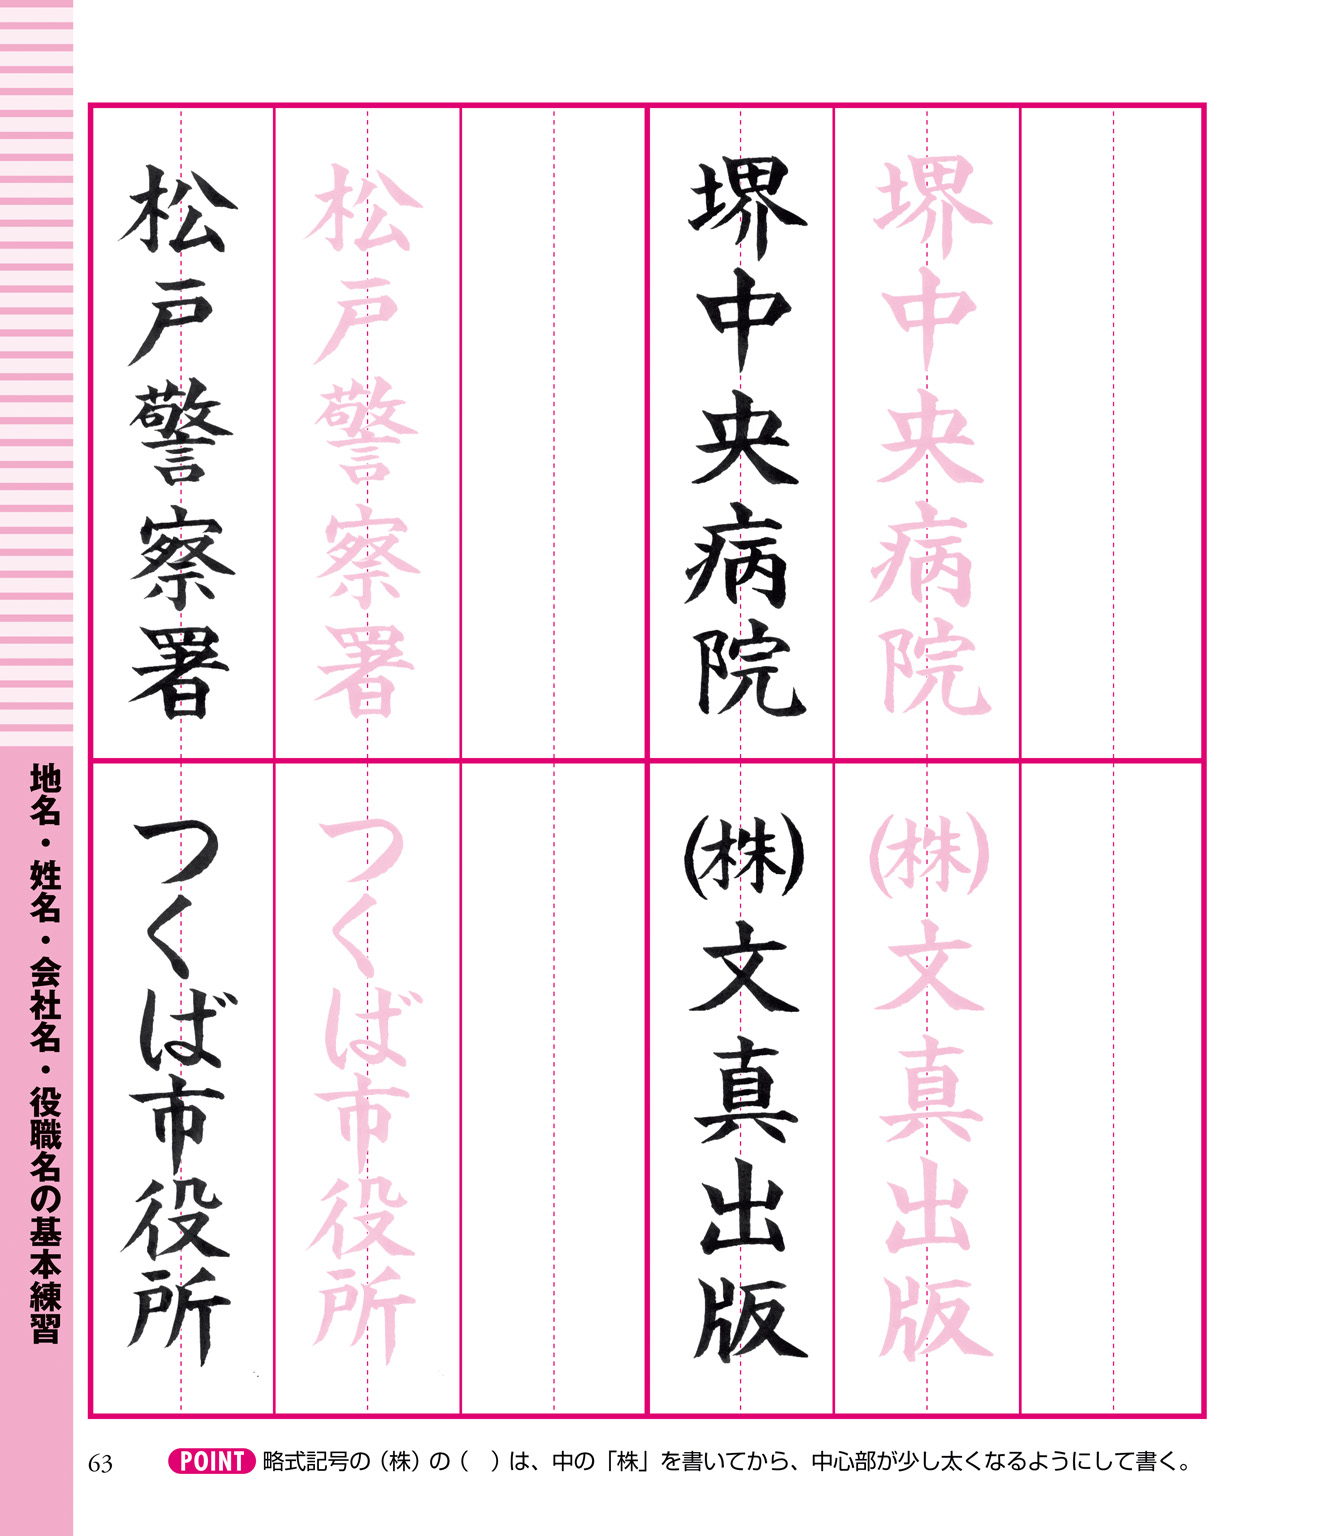 松戸警察署
松戸警察署
堺中央病院
堺中央病院
つくば市役所
つくば市役所
(株)文真出版
(株)文真出版
地名・姓名・会社名・役職名の基本練習
63
POINT 略式記号の(株)の(　)は、中の「株」を書いてから、中心部が少し太くなるようにして書く。